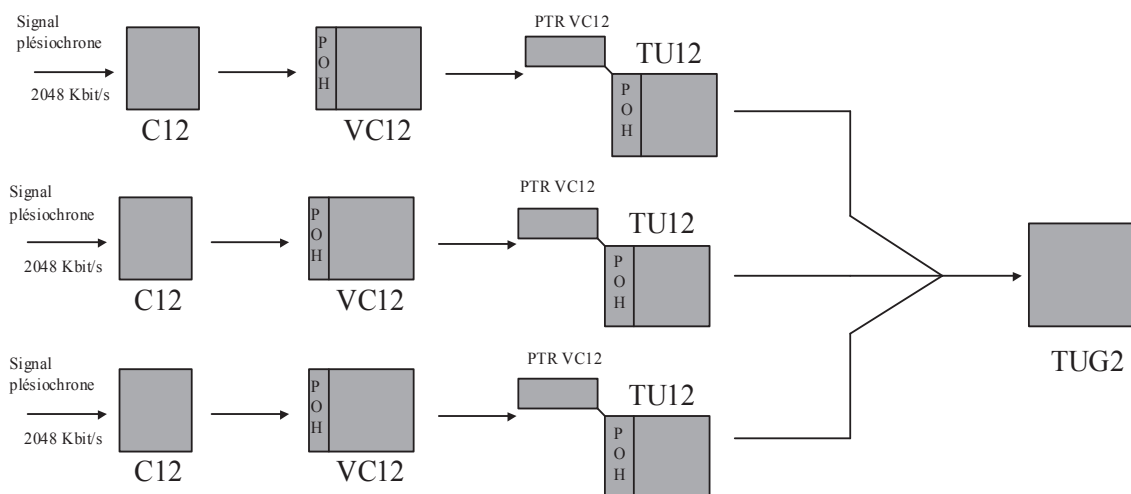 Signal
plésiochrone
2048 Kbit/s
C12
P
O
H
VC12
PTR VC12
TU12
P
O
H
Signal
plésiochrone
2048 Kbit/s
C12
P
O
H
VC12
PTR VC12
TU12
P
O
H
Signal
plésiochrone
2048 Kbit/s
C12
P
O
H
VC12
PTR VC12
TU12
P
O
H
TUG2